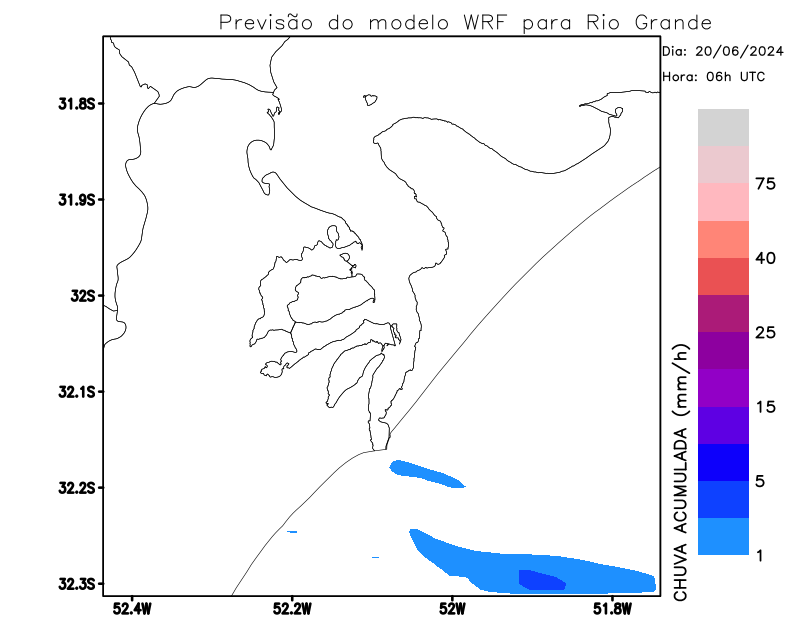 Previsão do modelo WRF para Rio Grande
Dia: 20/06/2024
Hora: 06h UTC
31.8S
31.9S
32S
32.1S
32.2S
32.3S
52.4W
52.2W
52W
51.8W
75
40
25
15
5
1
CHUVA ACUMULADA (mm/h)